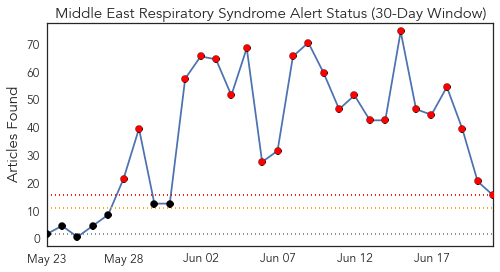 Middle East Respiratory Syndrome Alert Status (30-Day Window)
Articles Found
70
60
50
40
30
20
10
0
May 23
May 28
Jun 02
Jun 07
Jun 12
Jun 17